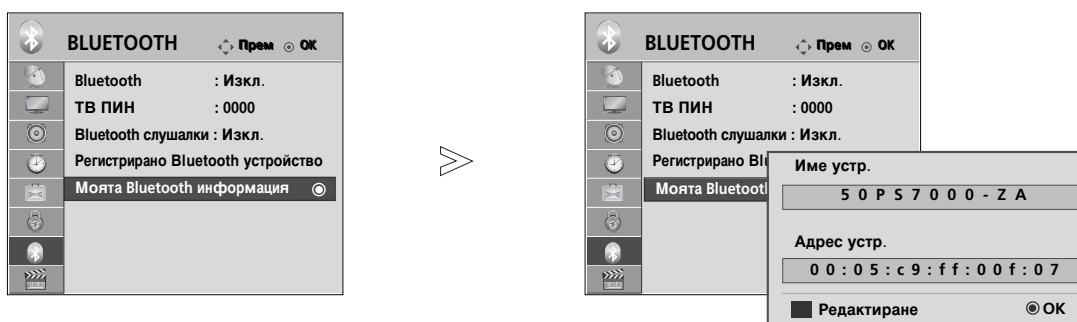 BLUETOOTH Прем OK
Bluetooth : Изкл.
ТВ ПИН : 0000
Bluetooth слушалки : Изкл.
Регистрирано Bluetooth устройство
Моята Bluetooth информация
BLUETOOTH Прем OK
Bluetooth : Изкл.
ТВ ПИН : 0000
Bluetooth слушалки : Изкл.
Регистрирано Bl
Моята Bluetoot
Име устр.
50PS7000-ZA
Адрес устр.
00:05:c9:ff:00f:07
Редактиране OK